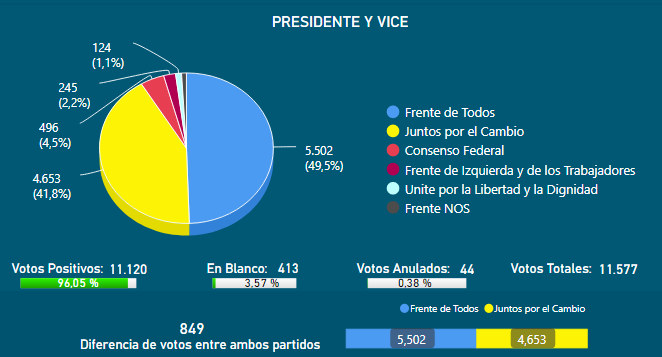 PRESIDENTE Y VICE
124
(1,1%)
245
(2,2%)
496
(4,5%)
4.653
(41,8%)
5.502
(49,5%)
Frente de Todos
Juntos por el Cambio
Consenso Federal
Frente de Izquierda y de los Trabajadores
Unite por la Libertad y la Dignidad
Frente NOS
Votos Positivos: 11.120
96,05 %
En Blanco: 413
3.57 %
Votos Anulados: 44
0.38 %
Votos Totales: 11.577
Frente de Todos Juntos por el Cambio
849
Diferencia de votos entre ambos partidos
5,502 4,653